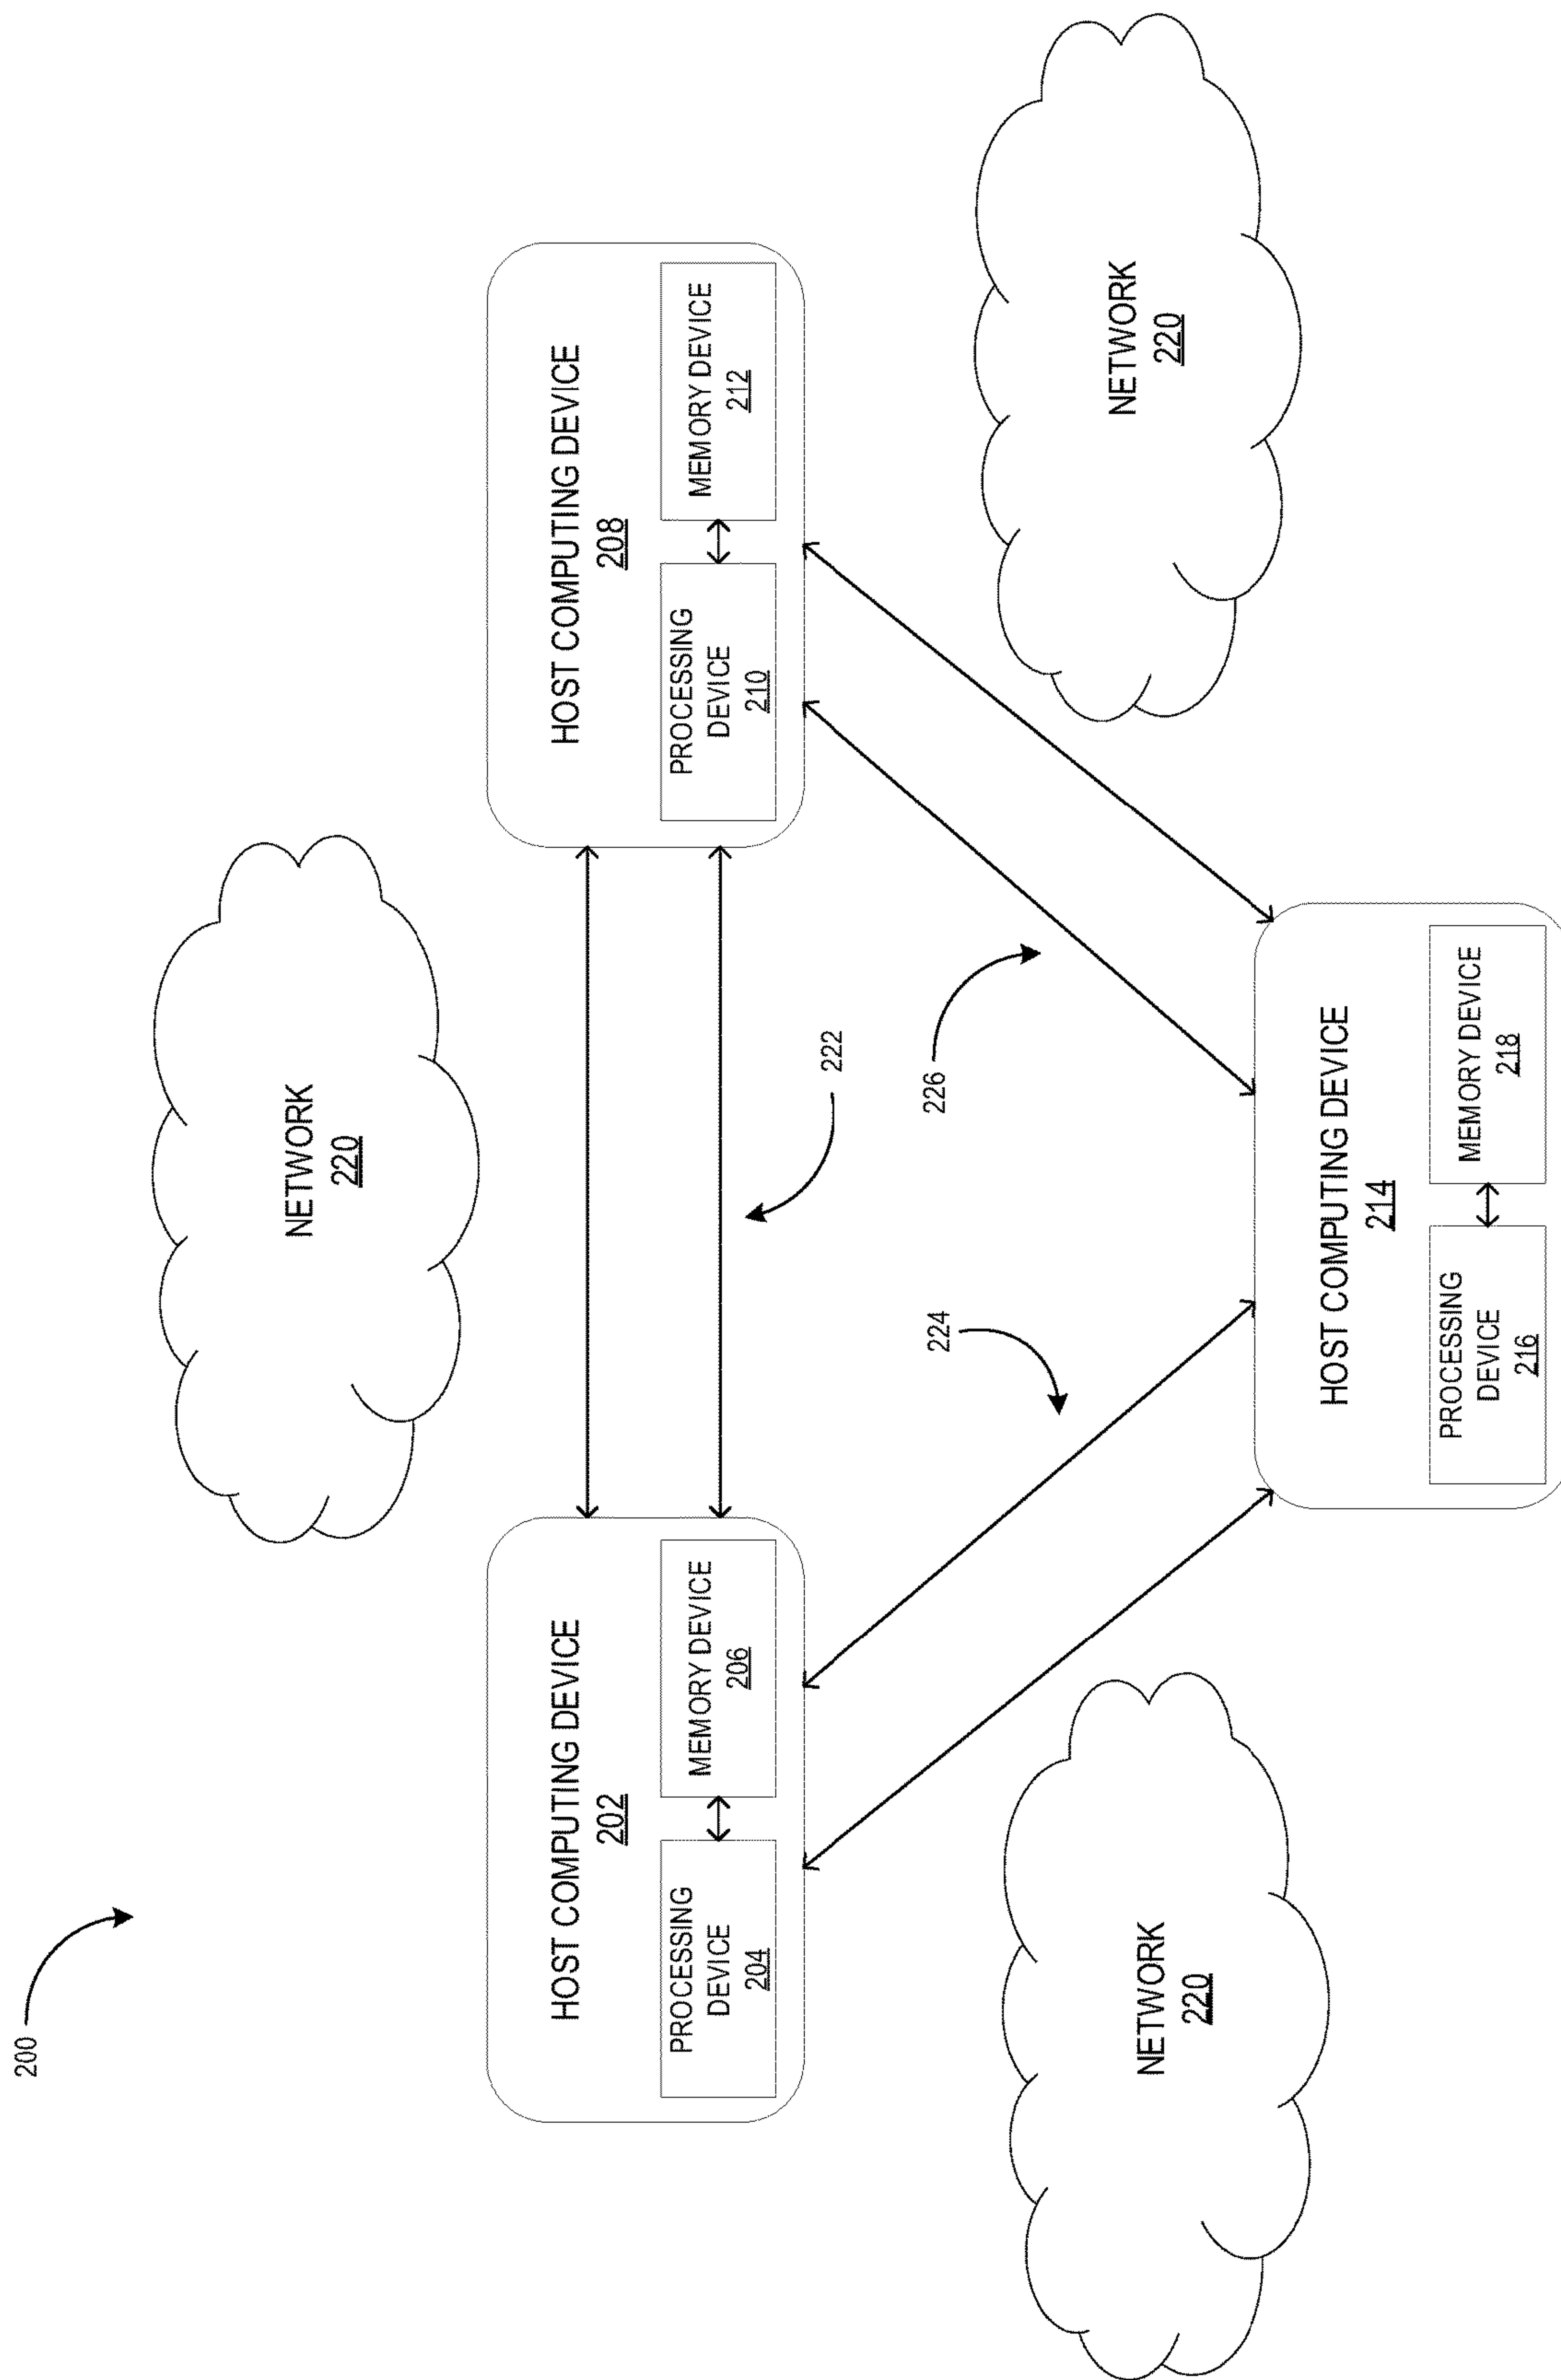 200
NETWORK
220
HOST COMPUTING DEVICE
202
PROCESSING
DEVICE
204
MEMORY DEVICE
206
HOST COMPUTING DEVICE
208
PROCESSING
DEVICE
210
MEMORY DEVICE
212
222
224
226
NETWORK
220
HOST COMPUTING DEVICE
214
PROCESSING
DEVICE
216
MEMORY DEVICE
218
NETWORK
220